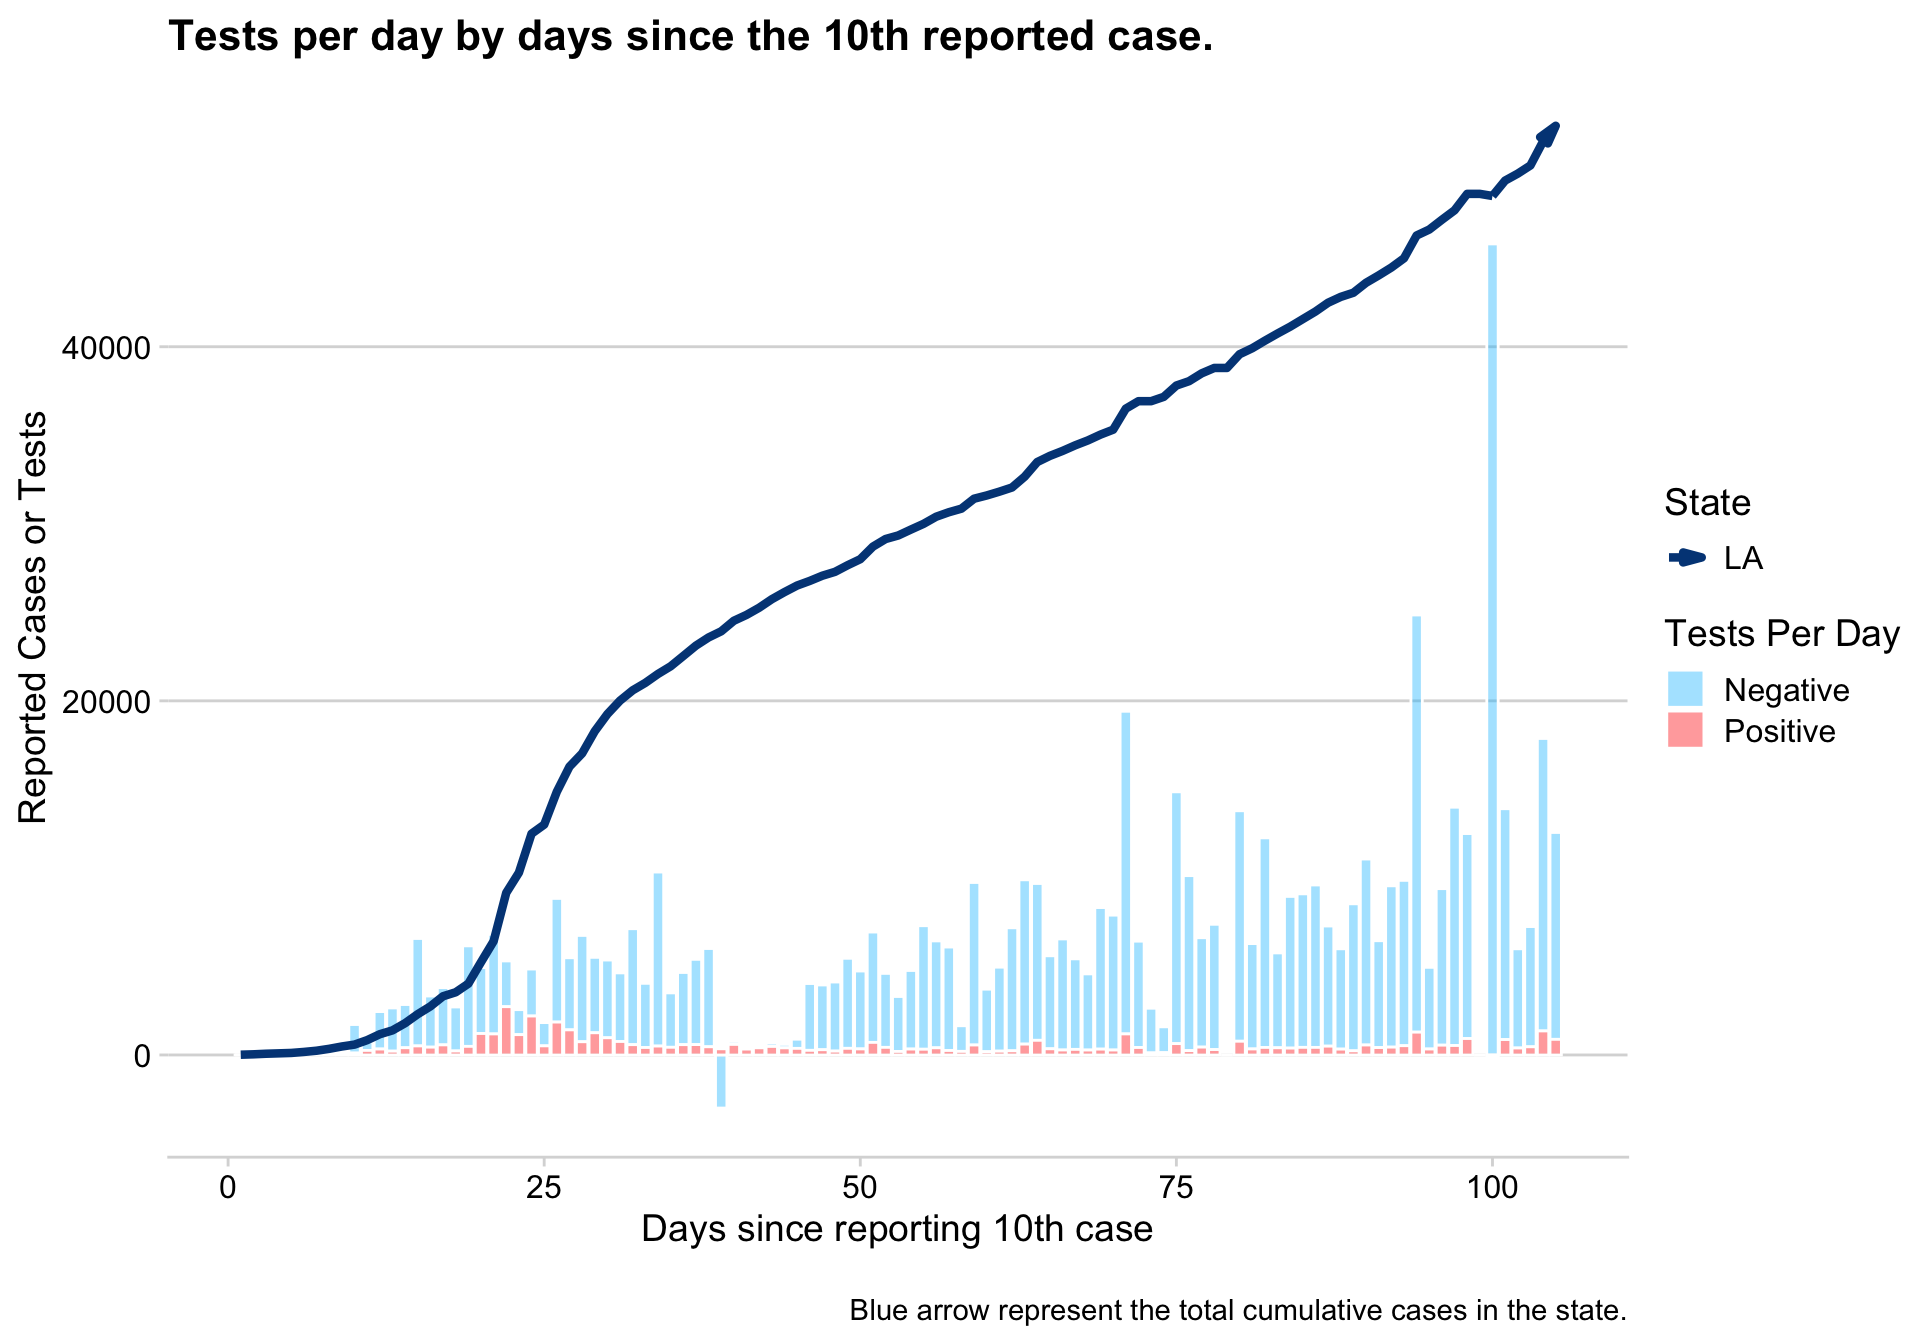 Tests per day by days since the 10th reported case.
Reported Cases or Tests
40000
20000
0
0 25 50 75 100
Days since reporting 10th case
State
LA
Tests Per Day
Negative
Positive
Blue arrow represent the total cumulative cases in the state.